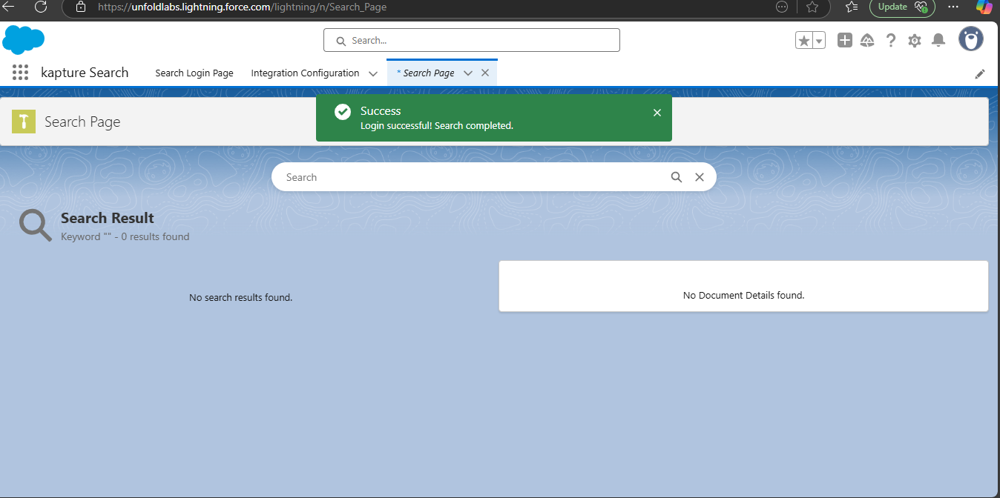 https://unfoldlabs.lightning.force.com/lightning/n/Search_Page
Update
Search...
kapture Search
Search Login Page
Integration Configuration
* Search Page
Search Page
Success
Login successful! Search completed.
Search
Search Result
Keyword "" - 0 results found
No search results found.
No Document Details found.